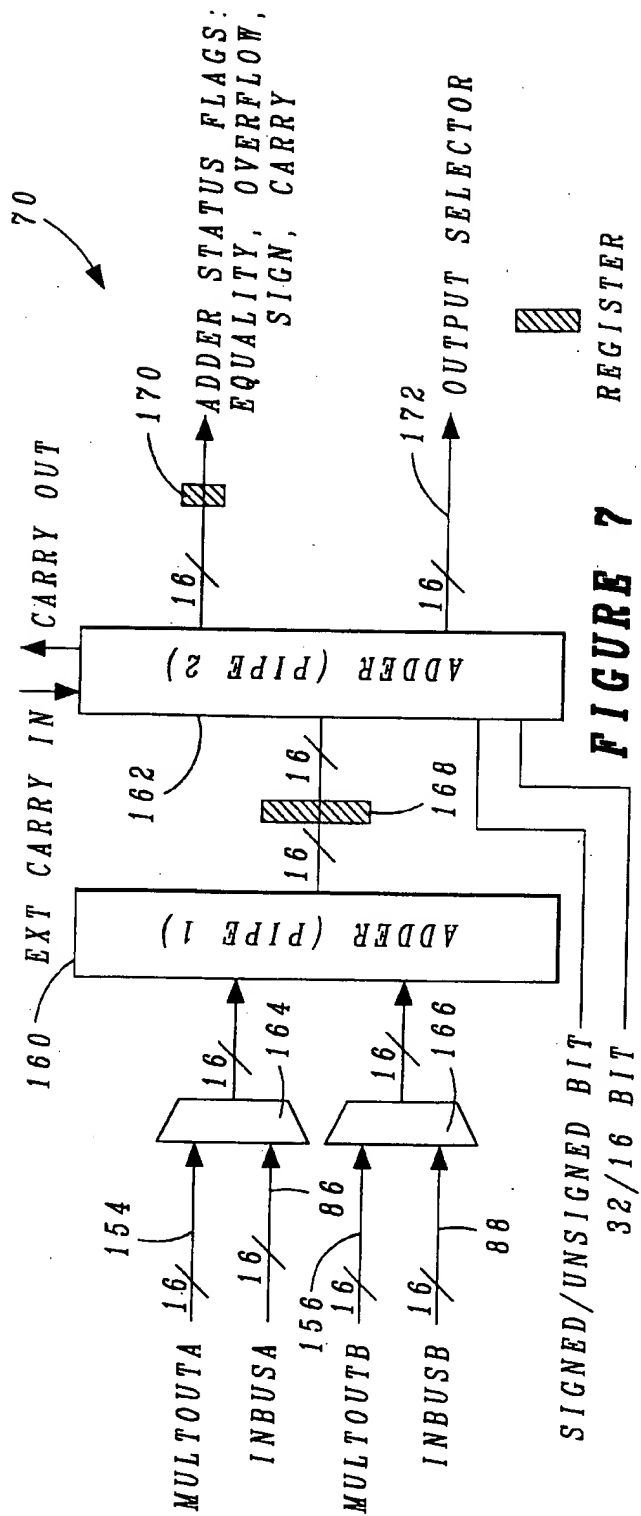 70
EXT CARRY IN
CARRY OUT
160
162
170
ADDER STATUS FLAGS:
EQUALITY, OVERFLOW,
SIGN, CARRY
MULTOUTA
16
154
INBUSA
16
86
16
164
MULTOUTB
16
156
INBUSB
16
88
16
166
ADDER (PIPE 1)
16
168
16
ADDER (PIPE 2)
16
16
172
OUTPUT SELECTOR
SIGNED/UNSIGNED BIT
32/16 BIT
REGISTER
FIGURE 7